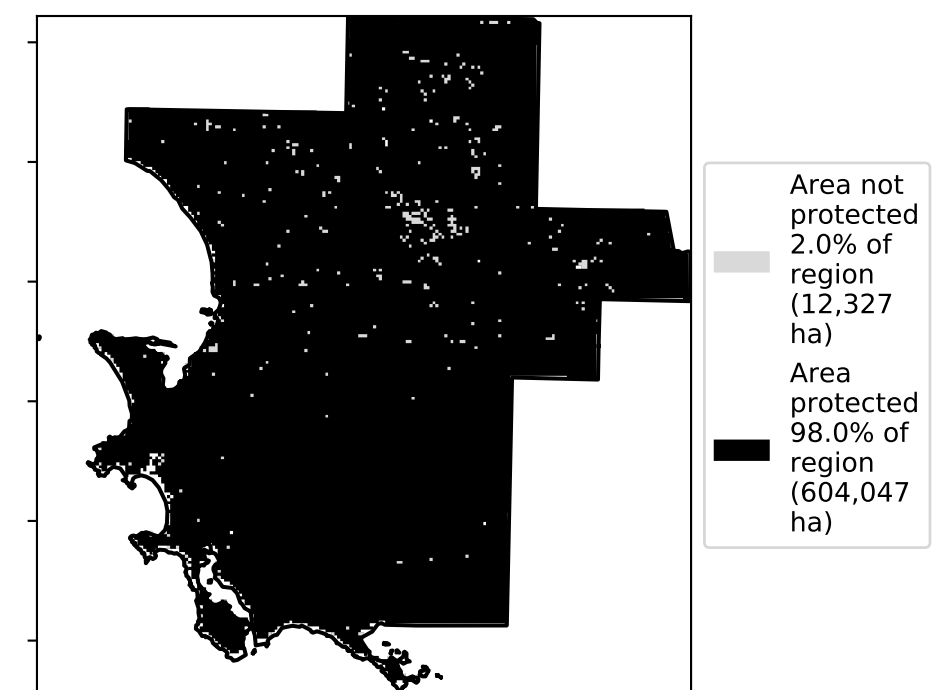 Area not
protected
2.0% of
region
(12,327
ha)
Area
protected
98.0% of
region
(604,047
ha)